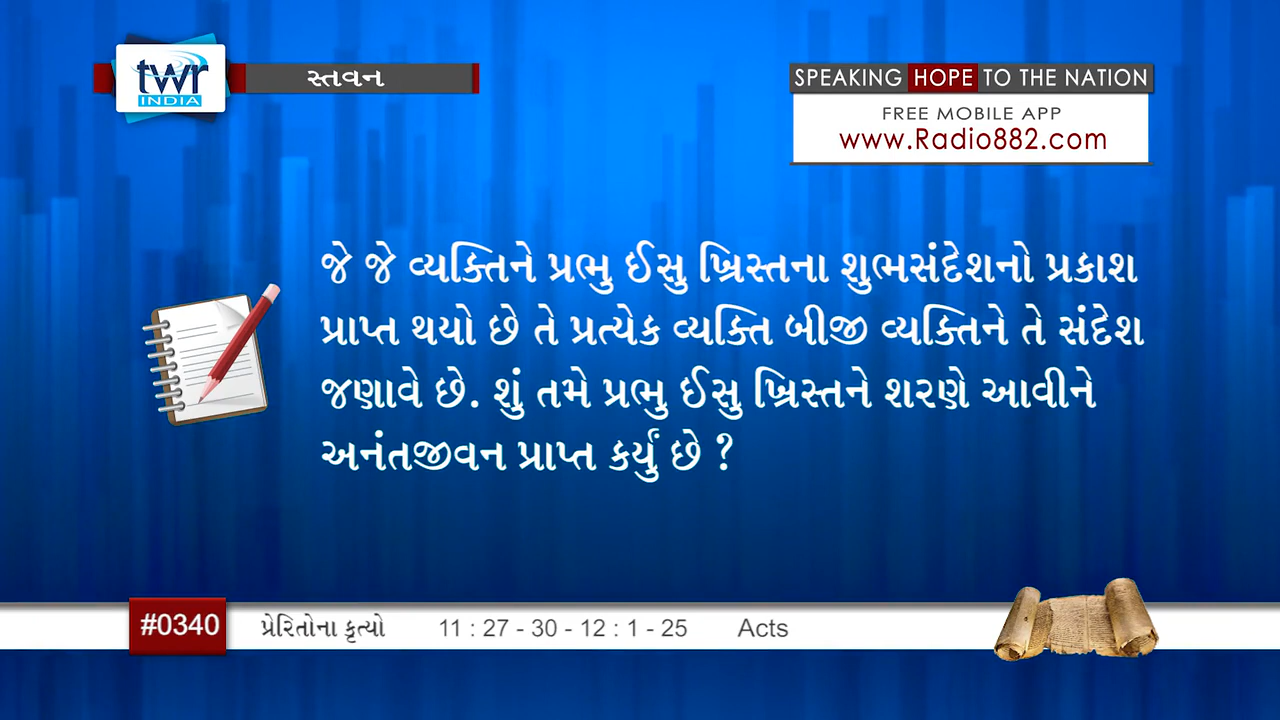 twr
INDIA
સ્તવન
SPEAKING HOPE TO THE NATION
FREE MOBILE APP
www.Radio882.com
જે જે વ્યક્તિને પ્રભુ ઈસુ ખ્રિસ્તના શુભસંદેશનો પ્રકાશ
પ્રાપ્ત થયો છે તે પ્રત્યેક વ્યક્તિ બીજી વ્યક્તિને તે સંદેશ
જણાવે છે. શું તમે પ્રભુ ઈસુ ખ્રિસ્તને શરણે આવીને
અનંતજીવન પ્રાપ્ત કર્યું છે ?
#0340 પ્રેરિતોના કૃત્યો 11 : 27 - 30 - 12 : 1 - 25 Acts